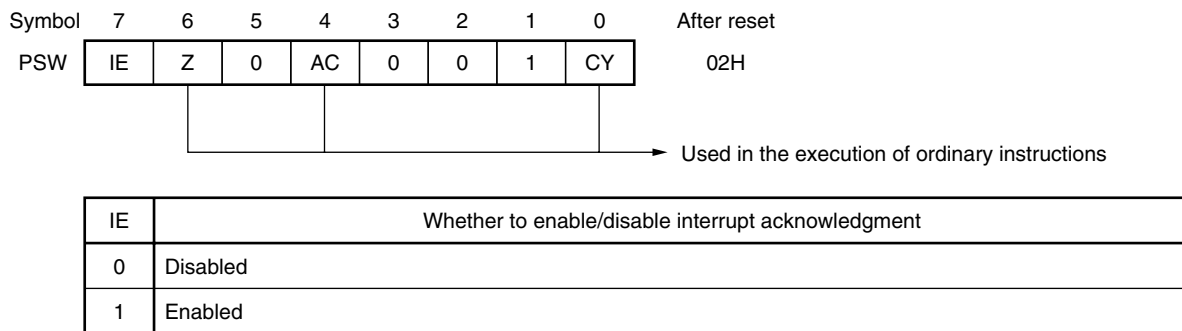 Symbol 7 6 5 4 3 2 1 0 After reset
PSW IE Z 0 AC 0 0 1 CY 02H
Used in the execution of ordinary instructions
IE Whether to enable/disable interrupt acknowledgment
0 Disabled
1 Enabled